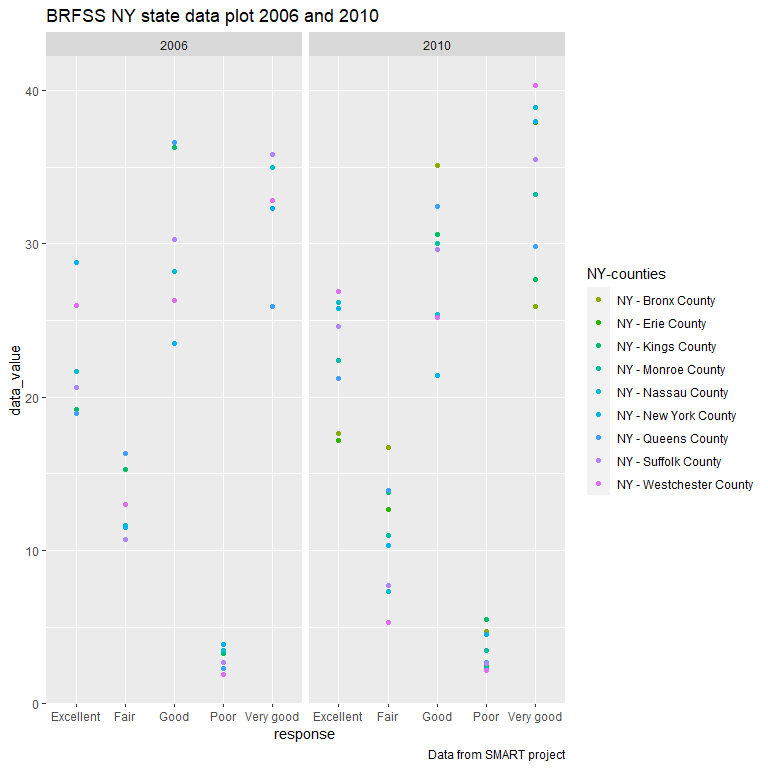 BRFSS NY state data plot 2006 and 2010
2006 2010
40
30
20
10
0
data_value
Excellent Fair Good Poor Very good Excellent Fair Good Poor Very good
response
Data from SMART project
NY-counties
NY - Bronx County
NY - Erie County
NY - Kings County
NY - Monroe County
NY - Nassau County
NY - New York County
NY - Queens County
NY - Suffolk County
NY - Westchester County